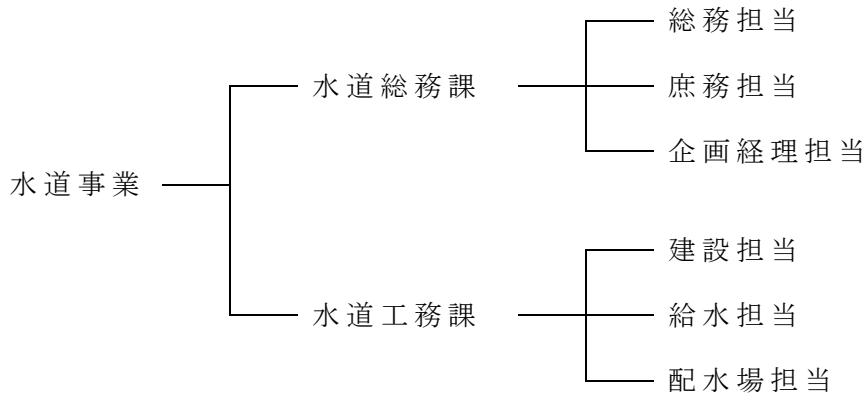 水道事業
水道総務課
総務担当
庶務担当
企画経理担当
水道工務課
建設担当
給水担当
配水場担当